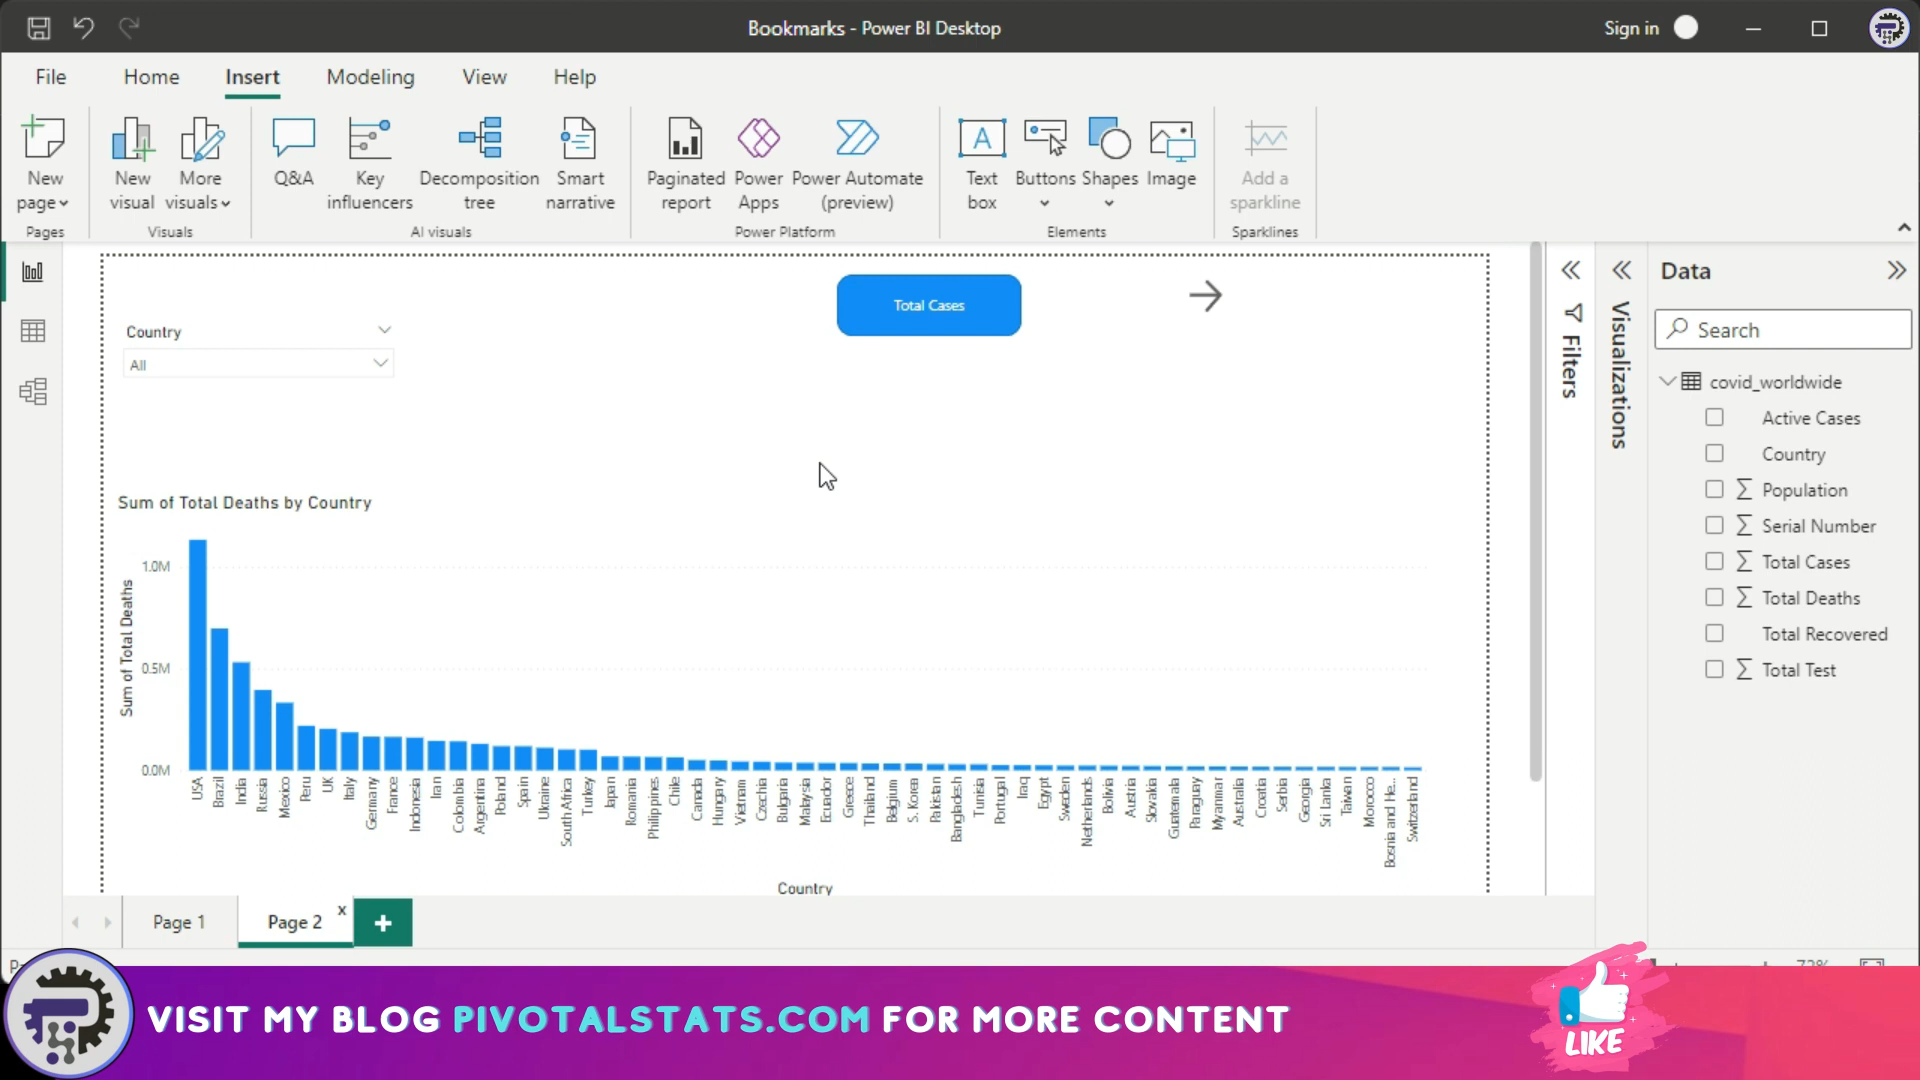 Bookmarks - Power BI Desktop
Sign in
File
Home
Insert
Modeling
View
Help
New page
New visual
More visuals
Q&A
Key influencers
Decomposition tree
Smart narrative
Paginated report
Power Apps
Power Automate (preview)
Text box
Buttons
Shapes
Image
Add a sparkline
Pages
Visuals
AI visuals
Power Platform
Elements
Sparklines
Total Cases
Country
All
Sum of Total Deaths by Country
Sum of Total Deaths
1.0M
0.5M
0.0M
USA
Brazil
India
Russia
Mexico
Peru
UK
Italy
Germany
France
Indonesia
Iran
Colombia
Argentina
Poland
Spain
Ukraine
South Africa
Turkey
Japan
Romania
Philippines
Chile
Canada
Hungary
Vietnam
Czechia
Bulgaria
Malaysia
Ecuador
Greece
Thailand
Belgium
S. Korea
Pakistan
Bangladesh
Tunisia
Portugal
Iraq
Egypt
Sweden
Netherlands
Bolivia
Austria
Slovakia
Guatemala
Paraguay
Myanmar
Australia
Croatia
Serbia
Georgia
Sri Lanka
Taiwan
Morocco
Bosnia and He...
Switzerland
Country
Filters
Visualizations
Data
Search
covid_worldwide
Active Cases
Country
Population
Serial Number
Total Cases
Total Deaths
Total Recovered
Total Test
Page 1
Page 2
VISIT MY BLOG PIVOTALSTATS.COM FOR MORE CONTENT
LIKE